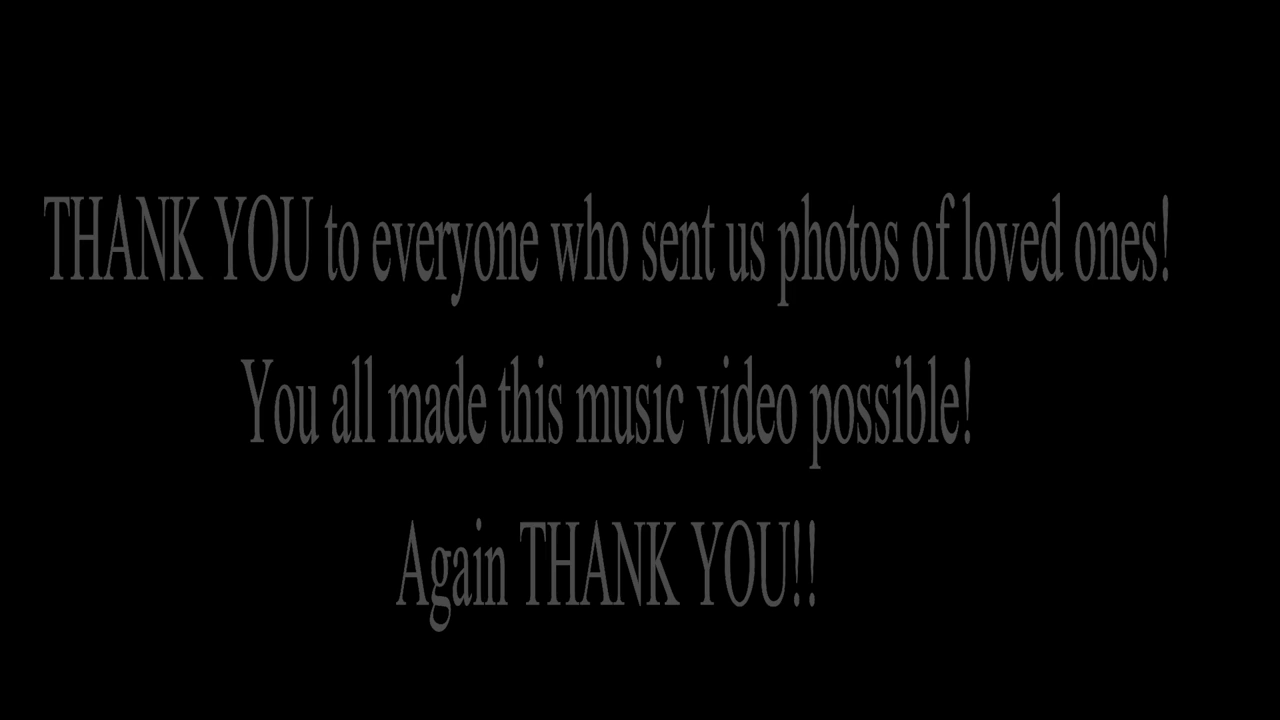 THANK YOU to everyone who sent us photos of loved ones!
You all made this music video possible!
Again THANK YOU!!